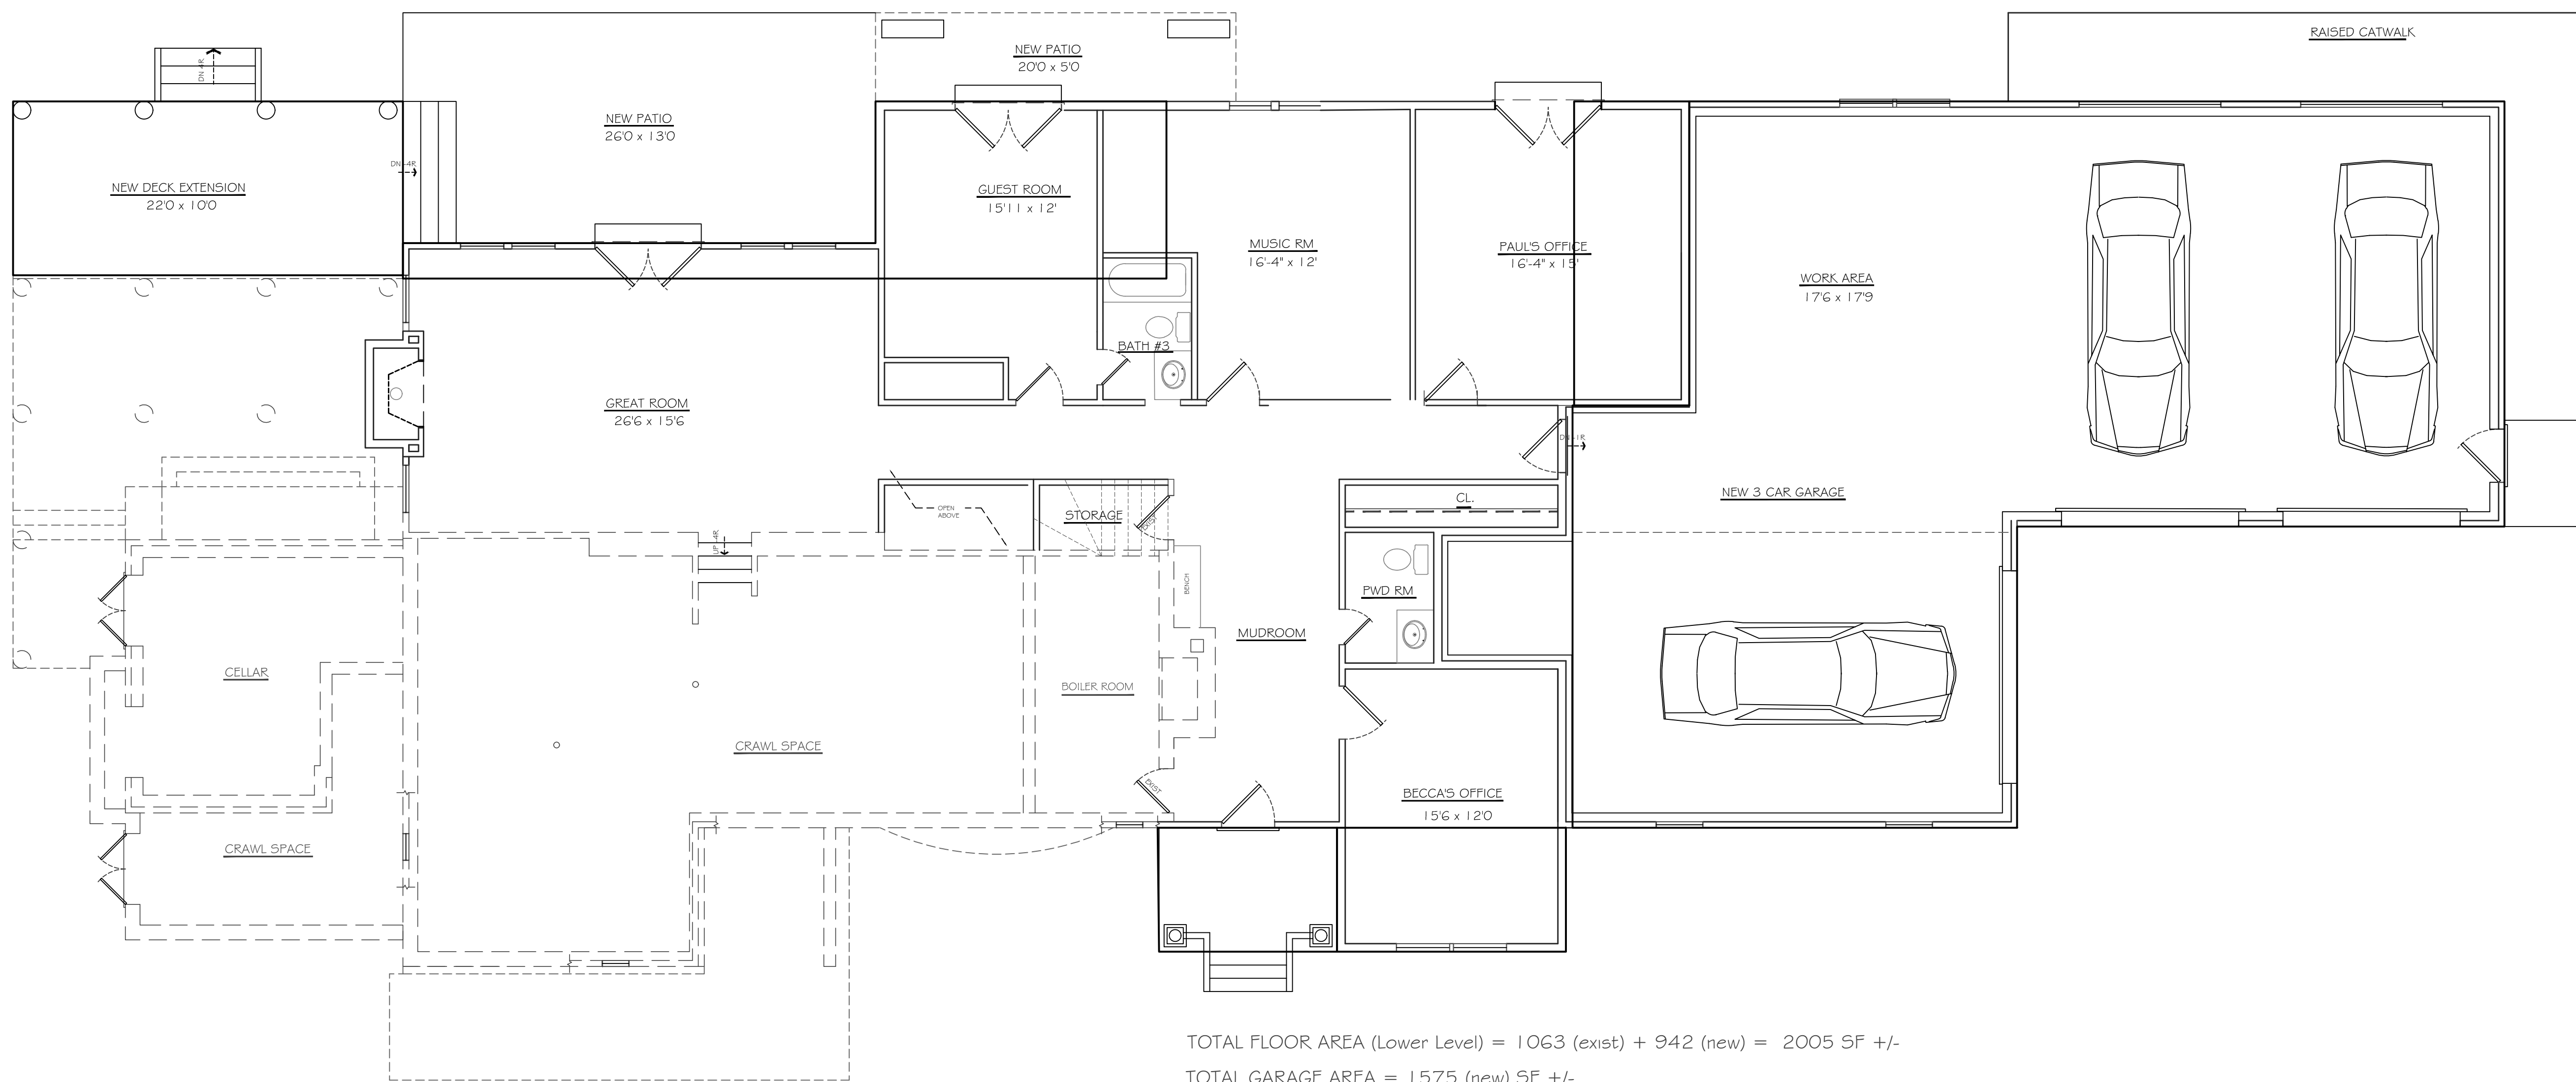 RAISED CATWALK
NEW PATIO
20'0 x 5'0
DN 4R
NEW PATIO
26'0 x 13'0
DN 4R
NEW DECK EXTENSION
22'0 x 10'0
GUEST ROOM
15'11 x 12'
MUSIC RM
16'-4" x 12'
PAUL'S OFFICE
16'-4" x 15'
WORK AREA
17'6 x 17'9
BATH #3
GREAT ROOM
26'6 x 15'6
DN 1R
NEW 3 CAR GARAGE
CL.
OPEN
ABOVE
STORAGE
EXIST
UP 4R
BENCH
PWD RM
MUDROOM
CELLAR
BOILER ROOM
CRAWL SPACE
EXIST
BECCA'S OFFICE
15'6 x 12'0
CRAWL SPACE
TOTAL FLOOR AREA (Lower Level) = 1063 (exist) + 942 (new) = 2005 SF +/-
TOTAL GARAGE AREA = 1575 (new) SF +/-